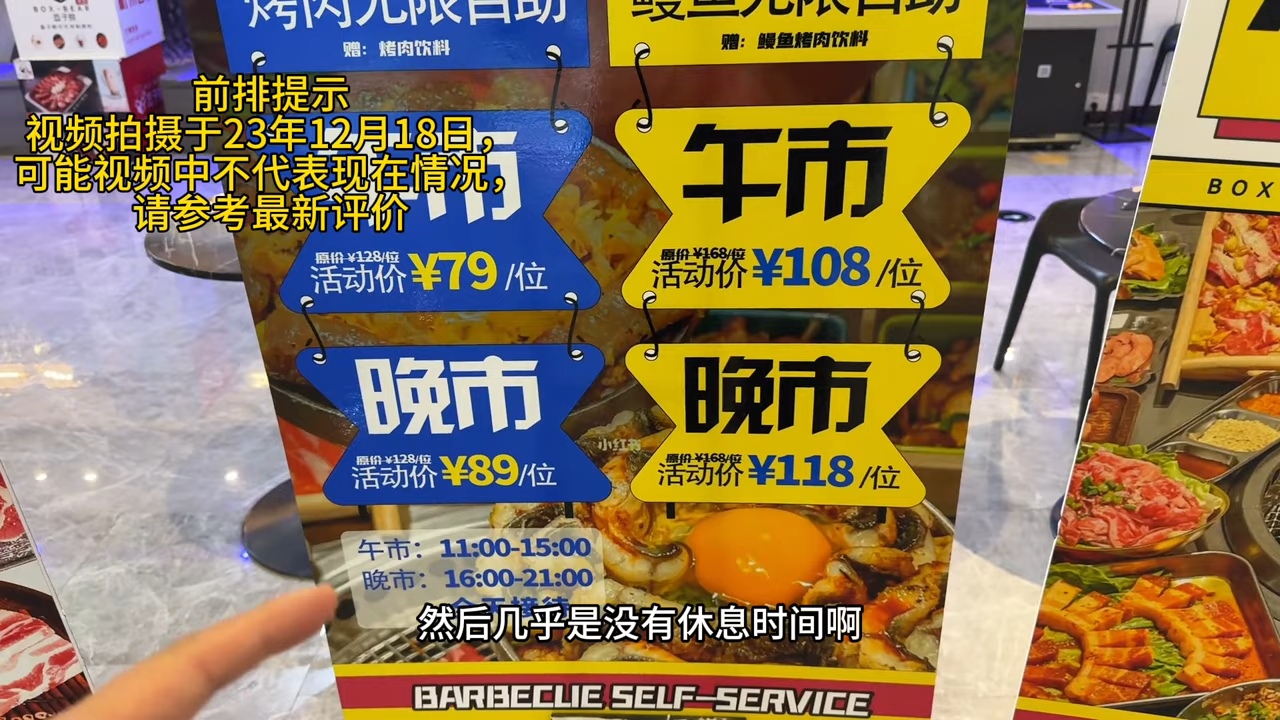 BOX·BEAR
烤肉无限自助
赠：烤肉饮料
鳗鱼无限自助
赠：鳗鱼烤肉饮料
前排提示
视频拍摄于23年12月18日，
可能视频中不代表现在情况，
请参考最新评价
午市
原价 ¥128/位
活动价 ¥79 /位
午市
原价 ¥168/位
活动价 ¥108 /位
BOX
晚市
原价 ¥128/位
活动价 ¥89/位
晚市
原价 ¥168/位
活动价 ¥118 /位
小红书
午市：11:00-15:00
晚市：16:00-21:00
全天接待
然后几乎是没有休息时间啊
BARBECUE SELF-SERVICE